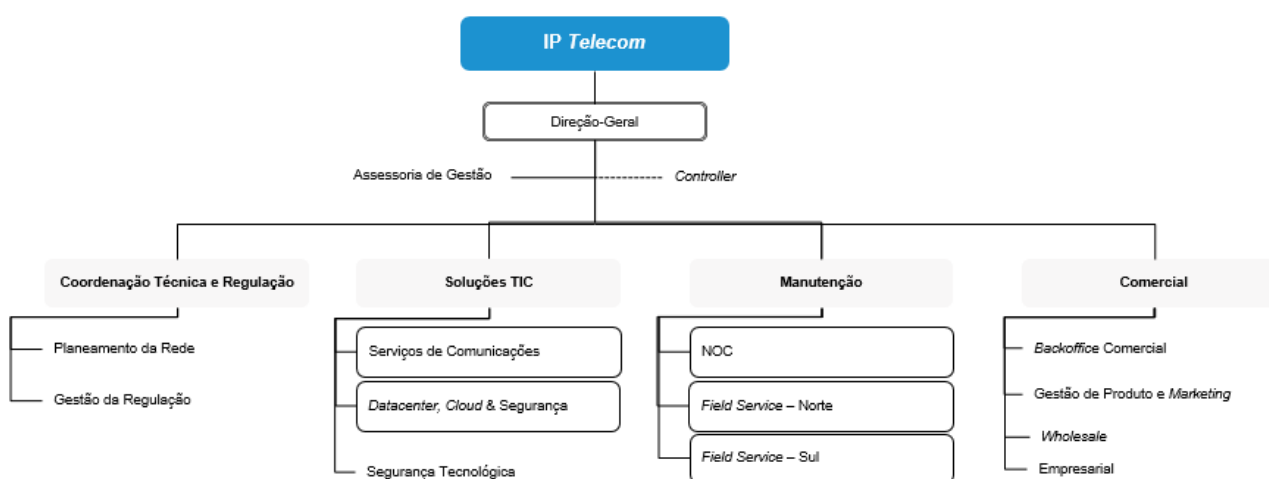 IP Telecom
Direção-Geral
Assessoria de Gestão
Controller
Coordenação Técnica e Regulação
Soluções TIC
Manutenção
Comercial
Planeamento da Rede
Gestão da Regulação
Serviços de Comunicações
Datacenter, Cloud & Segurança
Segurança Tecnológica
NOC
Field Service – Norte
Field Service – Sul
Backoffice Comercial
Gestão de Produto e Marketing
Wholesale
Empresarial